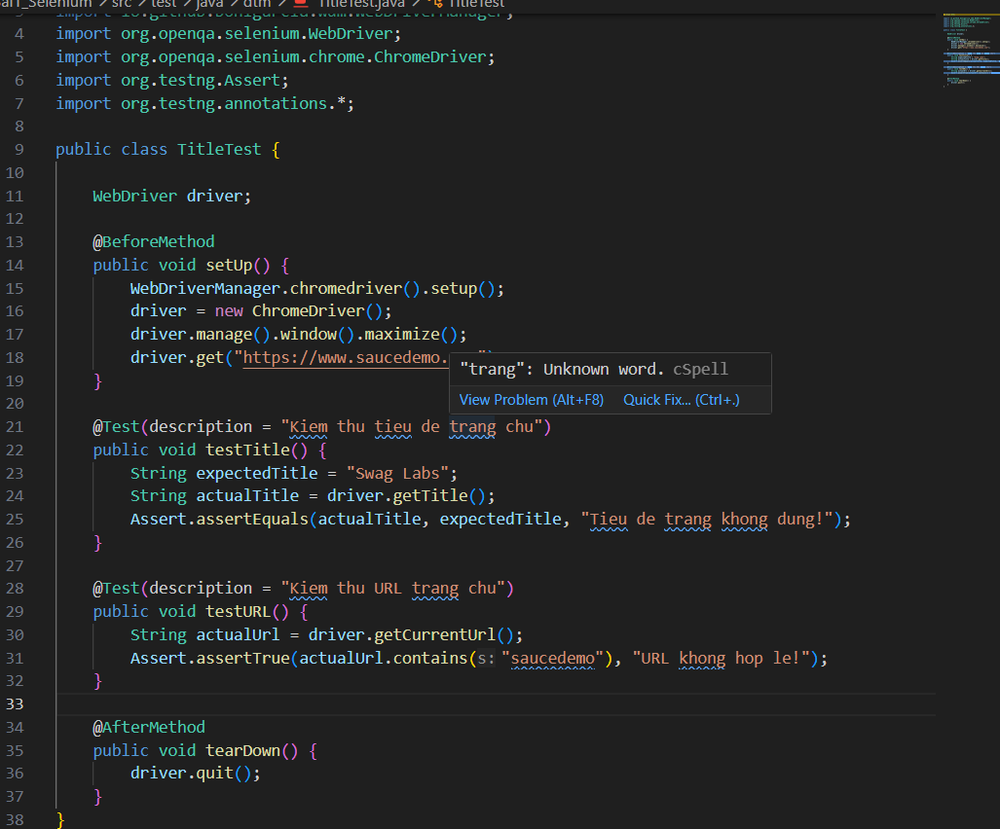 Selenium > src > test > java > dtm > TitleTest.java > TitleTest
import io.github.bonigarcia.wdm.WebDriverManager;
4 import org.openqa.selenium.WebDriver;
5 import org.openqa.selenium.chrome.ChromeDriver;
6 import org.testng.Assert;
7 import org.testng.annotations.*;
8
9 public class TitleTest {
10
11 WebDriver driver;
12
13 @BeforeMethod
14 public void setUp() {
15 WebDriverManager.chromedriver().setup();
16 driver = new ChromeDriver();
17 driver.manage().window().maximize();
18 driver.get("https://www.saucedemo.
"trang": Unknown word. cSpell
View Problem (Alt+F8) Quick Fix... (Ctrl+.)
19 }
20
21 @Test(description = "Kiem thu tieu de trang chu")
22 public void testTitle() {
23 String expectedTitle = "Swag Labs";
24 String actualTitle = driver.getTitle();
25 Assert.assertEquals(actualTitle, expectedTitle, "Tieu de trang khong dung!");
26 }
27
28 @Test(description = "Kiem thu URL trang chu")
29 public void testURL() {
30 String actualUrl = driver.getCurrentUrl();
31 Assert.assertTrue(actualUrl.contains(s: "saucedemo"), "URL khong hop le!");
32 }
33
34 @AfterMethod
35 public void tearDown() {
36 driver.quit();
37 }
38 }